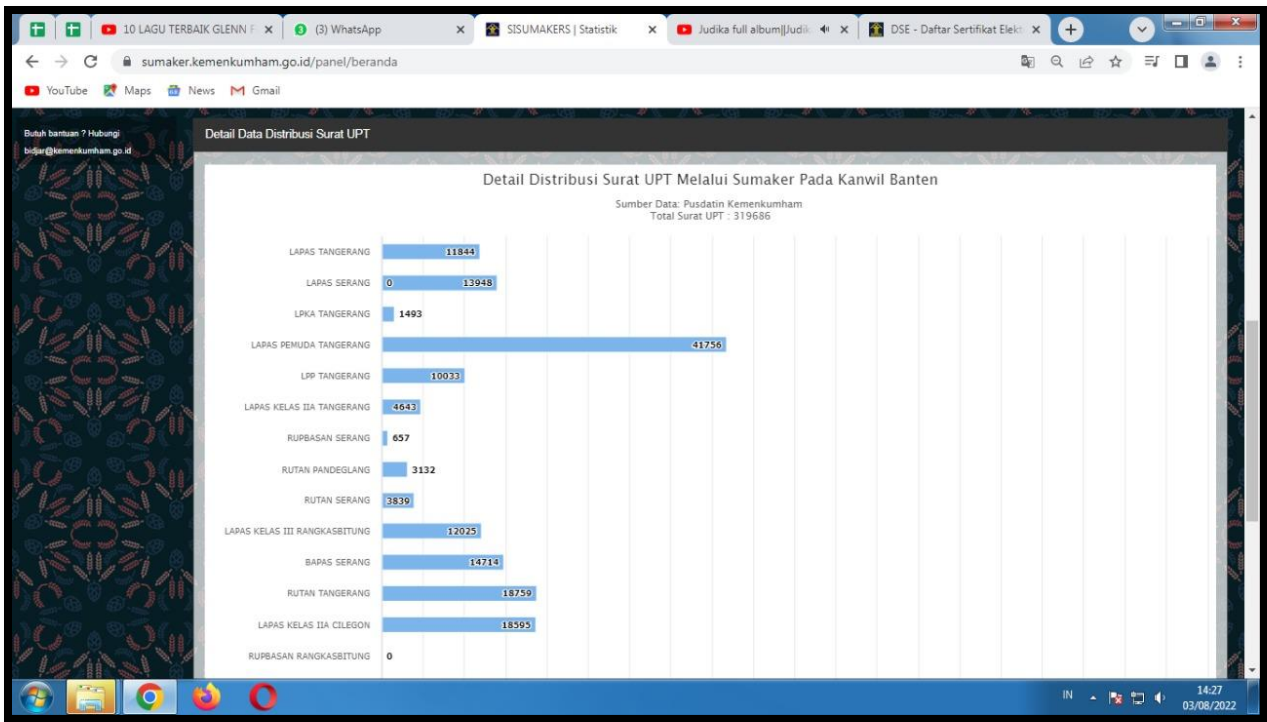 10 LAGU TERBAIK GLENN F
(3) WhatsApp
SISUMAKERS | Statistik
Judika full album||Judi
DSE - Daftar Sertifikat Elekt
sumaker.kemenkumham.go.id/panel/beranda
YouTube
Maps
News
Gmail
Butuh bantuan ? Hubungi
bidjar@kemenkumham.go.id
Detail Data Distribusi Surat UPT
Detail Distribusi Surat UPT Melalui Sumaker Pada Kanwil Banten
Sumber Data: Pusdatin Kemenkumham
Total Surat UPT : 319686
LAPAS TANGERANG 11844
LAPAS SERANG 0 13948
LPKA TANGERANG 1493
LAPAS PEMUDA TANGERANG 41756
LPP TANGERANG 10033
LAPAS KELAS IIA TANGERANG 4643
RUPBASAN SERANG 657
RUTAN PANDEGLANG 3132
RUTAN SERANG 3839
LAPAS KELAS III RANGKASBITUNG 12025
BAPAS SERANG 14714
RUTAN TANGERANG 18759
LAPAS KELAS IIA CILEGON 18595
RUPBASAN RANGKASBITUNG 0
IN
14:27
03/08/2022